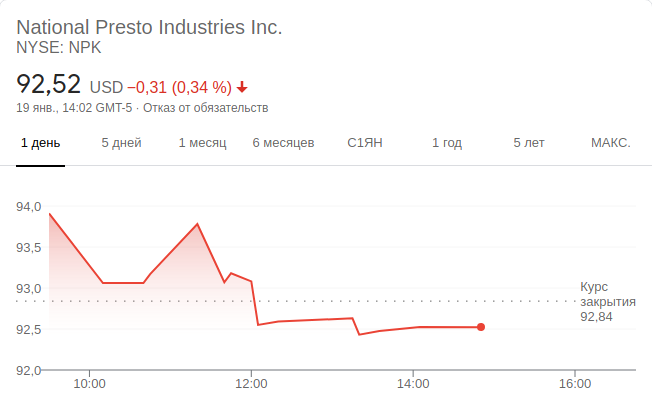 National Presto Industries Inc.
NYSE: NPK
92,52 USD −0,31 (0,34 %)
19 янв., 14:02 GMT-5 · Отказ от обязательств
1 день 5 дней 1 месяц 6 месяцев С1ЯН 1 год 5 лет МАКС.
94,0
93,5
93,0
92,5
92,0
Курс
закрытия
92,84
10:00 12:00 14:00 16:00